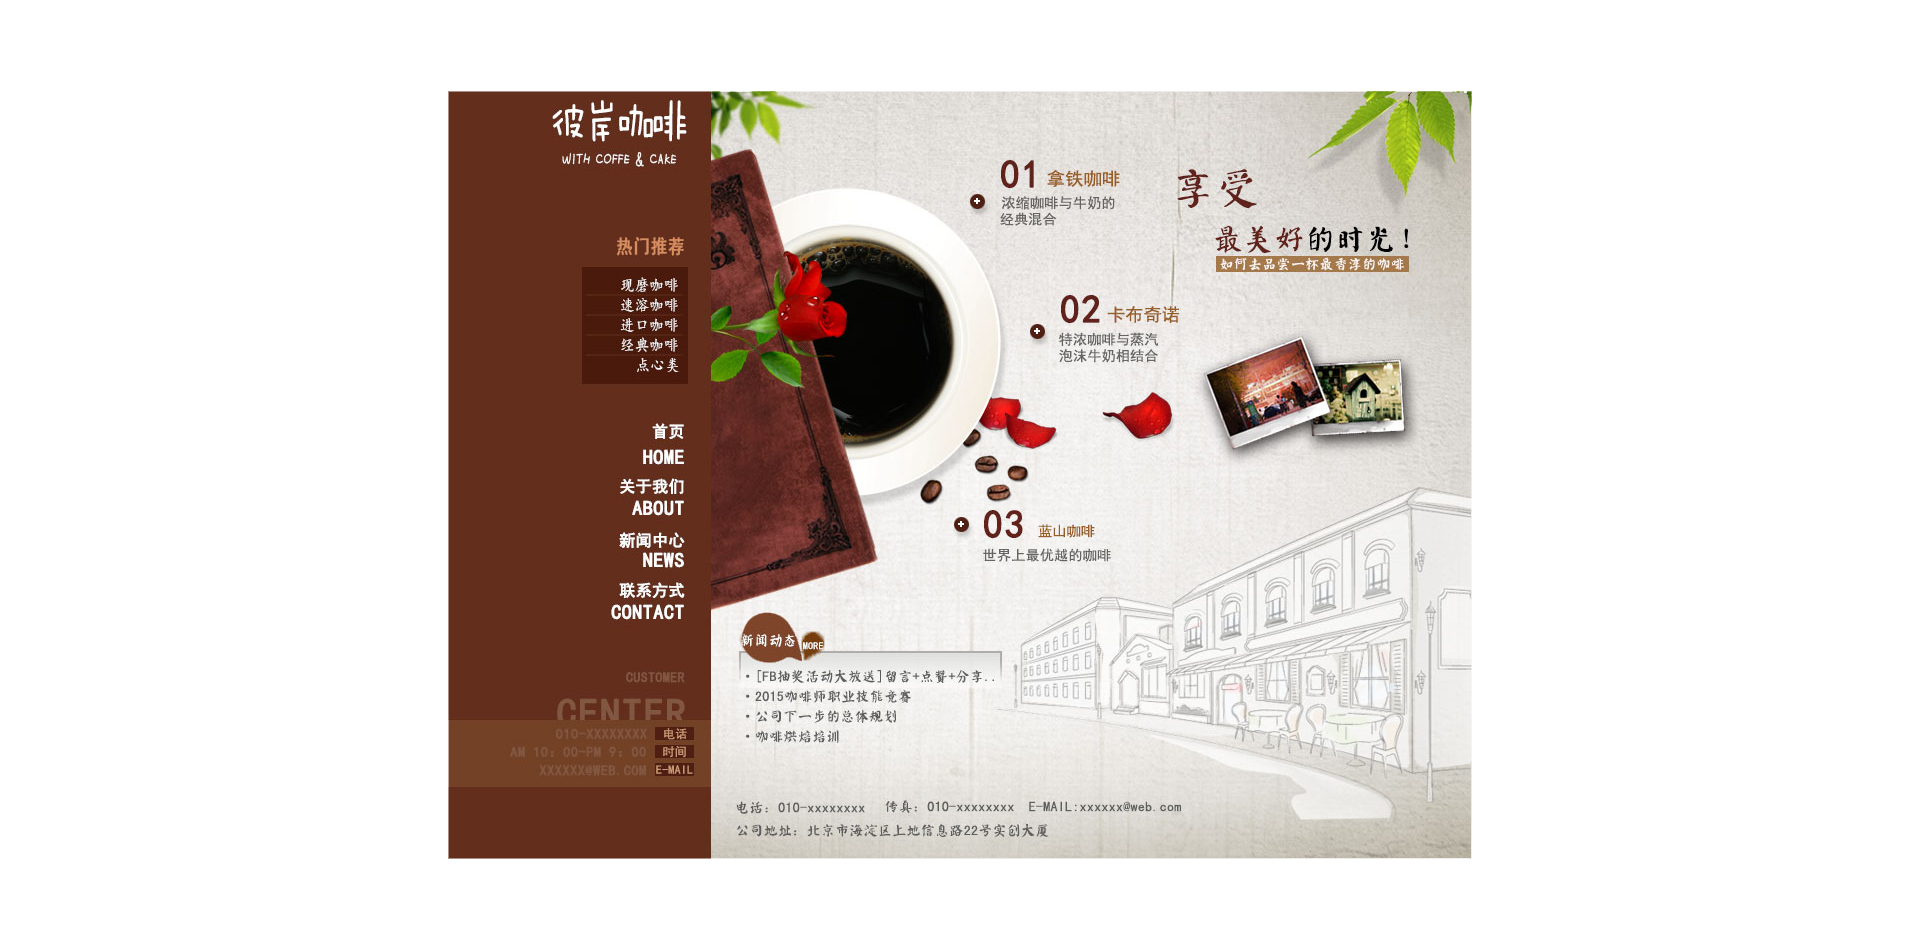 彼岸咖啡
WITH COFFE & CAKE
热门推荐
现磨咖啡
速溶咖啡
进口咖啡
经典咖啡
点心类
首页
HOME
关于我们
ABOUT
新闻中心
NEWS
联系方式
CONTACT
CUSTOMER
CENTER
010-XXXXXXXX 电话
AM 10：00-PM 9：00 时间
XXXXXX@WEB.COM E-MAIL
01 拿铁咖啡
浓缩咖啡与牛奶的
经典混合
享受
最美好的时光！
如何去品尝一杯最香淳的咖啡
02 卡布奇诺
特浓咖啡与蒸汽
泡沫牛奶相结合
03 蓝山咖啡
世界上最优越的咖啡
新闻动态 MORE
·[FB抽奖活动大放送]留言+点赞+分享..
·2015咖啡师职业技能竞赛
·公司下一步的总体规划
·咖啡烘焙培训
电话：010-xxxxxxxx 传真：010-xxxxxxxx E-MAIL:xxxxxx@web.com
公司地址：北京市海淀区上地信息路22号实创大厦